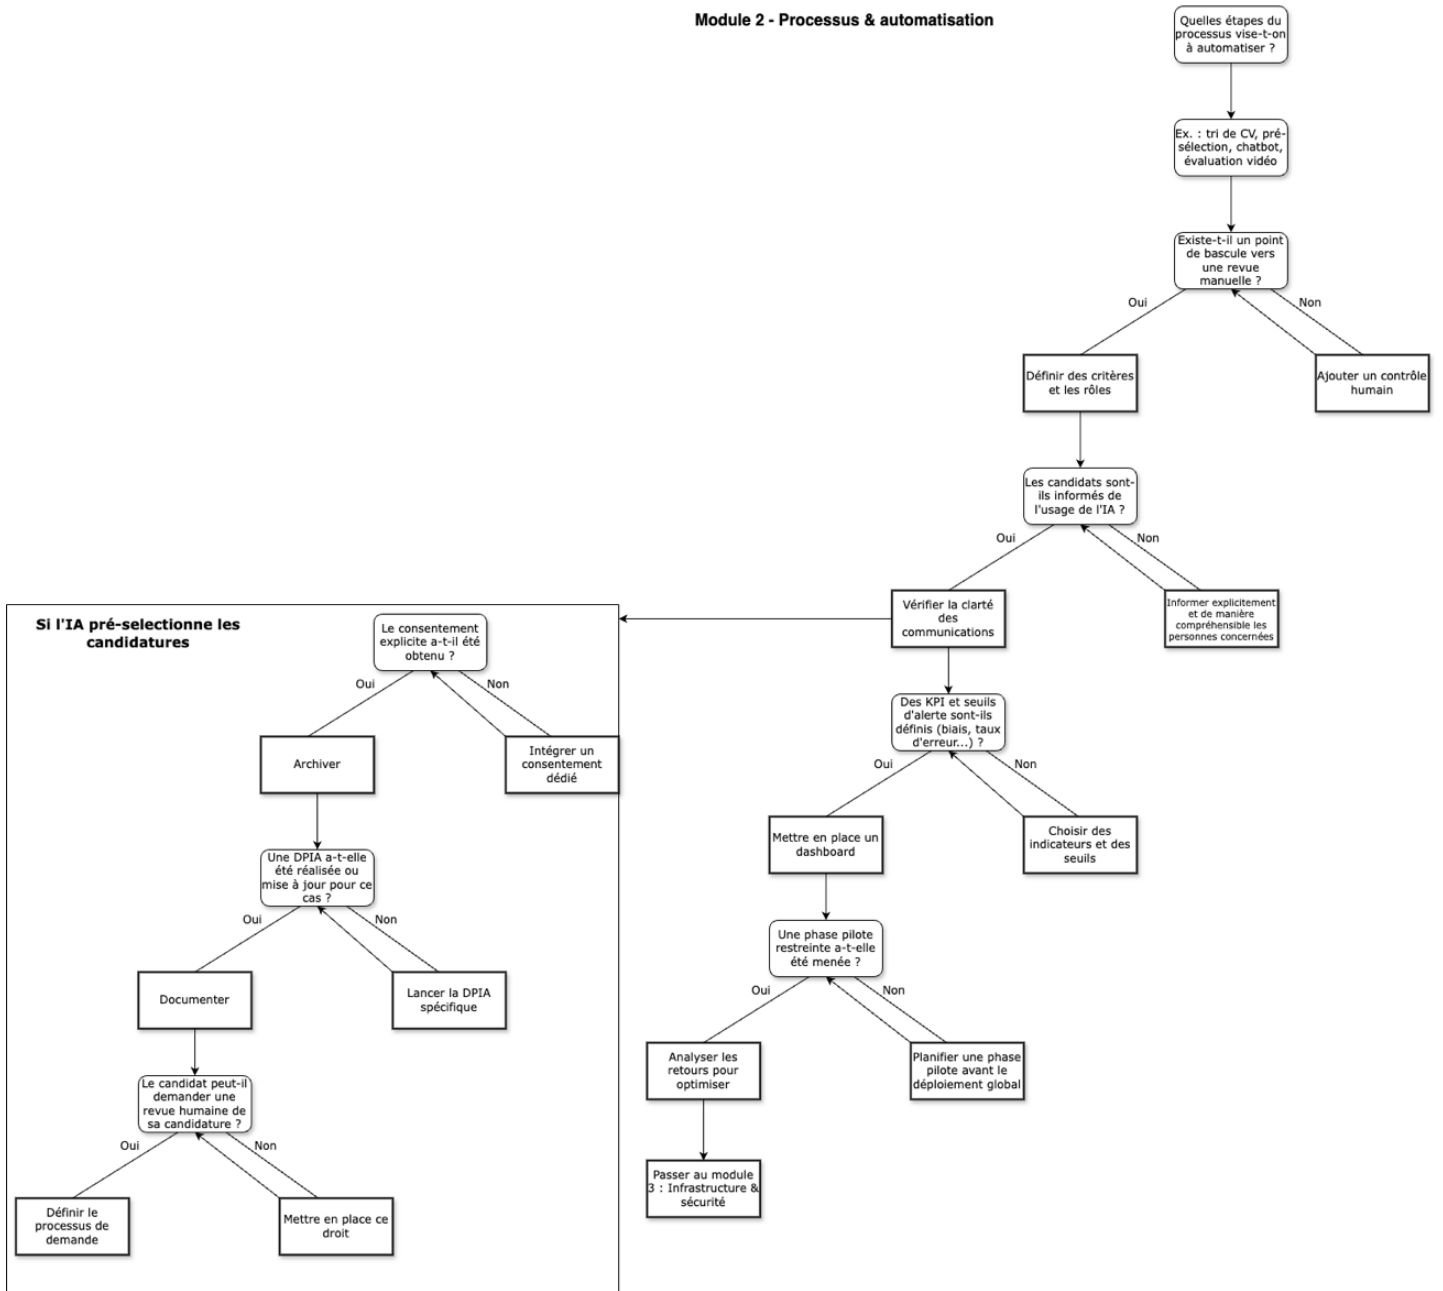 Module 2 - Processus & automatisation
Quelles étapes du
processus vise-t-on
à automatiser ?
Ex. : tri de CV, pré-
sélection, chatbot,
évaluation vidéo
Existe-t-il un point
de bascule vers
une revue
manuelle ?
Oui
Non
Définir des critères
et les rôles
Ajouter un contrôle
humain
Les candidats sont-
ils informés de
l'usage de l'IA ?
Oui
Non
Vérifier la clarté
des
communications
Informer explicitement
et de manière
compréhensible les
personnes concernées
Des KPI et seuils
d'alerte sont-ils
définis (biais, taux
d'erreur...) ?
Oui
Non
Mettre en place un
dashboard
Choisir des
indicateurs et des
seuils
Une phase pilote
restreinte a-t-elle
été menée ?
Oui
Non
Analyser les
retours pour
optimiser
Planifier une phase
pilote avant le
déploiement global
Passer au module
3 : Infrastructure &
sécurité
Si l'IA pré-selectionne les
candidatures
Le consentement
explicite a-t-il été
obtenu ?
Oui
Non
Archiver
Intégrer un
consentement
dédié
Une DPIA a-t-elle
été réalisée ou
mise à jour pour ce
cas ?
Oui
Non
Documenter
Lancer la DPIA
spécifique
Le candidat peut-il
demander une
revue humaine de
sa candidature ?
Oui
Non
Définir le
processus de
demande
Mettre en place ce
droit